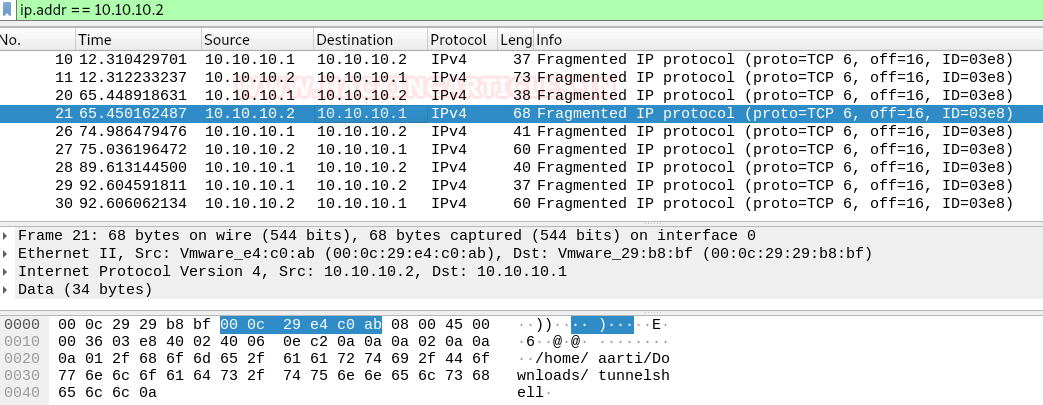 ip.addr == 10.10.10.2
No. Time Source Destination Protocol Leng Info
10 12.310429701 10.10.10.1 10.10.10.2 IPv4 37 Fragmented IP protocol (proto=TCP 6, off=16, ID=03e8)
11 12.312233237 10.10.10.2 10.10.10.1 IPv4 73 Fragmented IP protocol (proto=TCP 6, off=16, ID=03e8)
20 65.448918631 10.10.10.1 10.10.10.2 IPv4 38 Fragmented IP protocol (proto=TCP 6, off=16, ID=03e8)
21 65.450162487 10.10.10.2 10.10.10.1 IPv4 68 Fragmented IP protocol (proto=TCP 6, off=16, ID=03e8)
26 74.986479476 10.10.10.1 10.10.10.2 IPv4 41 Fragmented IP protocol (proto=TCP 6, off=16, ID=03e8)
27 75.036196472 10.10.10.2 10.10.10.1 IPv4 60 Fragmented IP protocol (proto=TCP 6, off=16, ID=03e8)
28 89.613144500 10.10.10.1 10.10.10.2 IPv4 40 Fragmented IP protocol (proto=TCP 6, off=16, ID=03e8)
29 92.604591811 10.10.10.1 10.10.10.2 IPv4 37 Fragmented IP protocol (proto=TCP 6, off=16, ID=03e8)
30 92.606062134 10.10.10.2 10.10.10.1 IPv4 60 Fragmented IP protocol (proto=TCP 6, off=16, ID=03e8)
Frame 21: 68 bytes on wire (544 bits), 68 bytes captured (544 bits) on interface 0
Ethernet II, Src: Vmware_e4:c0:ab (00:0c:29:e4:c0:ab), Dst: Vmware_29:b8:bf (00:0c:29:29:b8:bf)
Internet Protocol Version 4, Src: 10.10.10.2, Dst: 10.10.10.1
Data (34 bytes)
0000 00 0c 29 29 b8 bf 00 0c 29 e4 c0 ab 08 00 45 00 ··))···· )·····E·
0010 00 36 03 e8 40 02 40 06 0e c2 0a 0a 0a 02 0a 0a ·6··@·@· ········
0020 0a 01 2f 68 6f 6d 65 2f 61 61 72 74 69 2f 44 6f ··/home/ aarti/Do
0030 77 6e 6c 6f 61 64 73 2f 74 75 6e 6e 65 6c 73 68 wnloads/ tunnelsh
0040 65 6c 6c 0a ell·